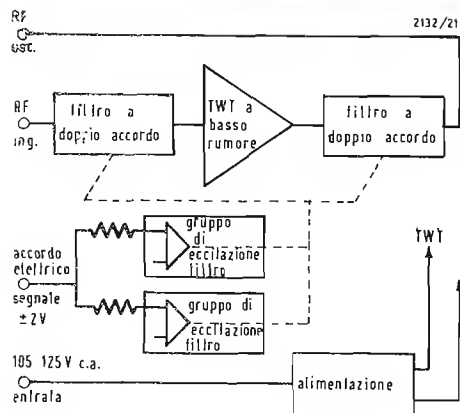 RF
usc.
2132/21
RF
ing.
filtro a
doppio accordo
TWT a
basso
rumore
filtro a
doppio accordo
accordo
elettrico
segnale
±2V
gruppo
di
eccitazione
filtro
gruppo di
eccitazione
filtro
TWT
105 125V c.a.
entrata
alimentazione